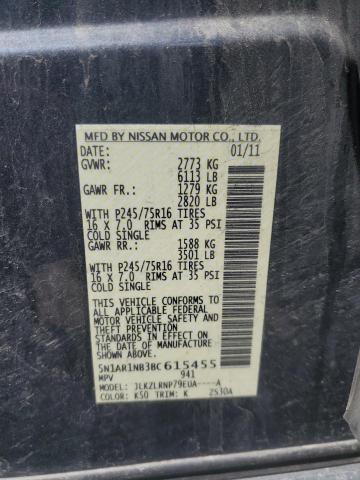 MFD BY NISSAN MOTOR CO., LTD.
DATE: 01/11
GVWR: 2773 KG
6113 LB
GAWR FR: 1279 KG
2820 LB
WITH P245/75R16 TIRES
16 X 7.0 RIMS AT 35 PSI
COLD SINGLE
GAWR RR: 1588 KG
3501 LB
WITH P245/75R16 TIRES
16 X 7.0 RIMS AT 35 PSI
COLD SINGLE
THIS VEHICLE CONFORMS TO
ALL APPLICABLE FEDERAL
MOTOR VEHICLE SAFETY AND
THEFT PREVENTION
STANDARDS IN EFFECT ON THE
DATE OF MANUFACTURE
SHOWN ABOVE.
5N1AR1NB3BC615455
MPV 941
MODEL: JLKZLRNP79EUA----A
COLOR: K50 TRIM: K 2S30A